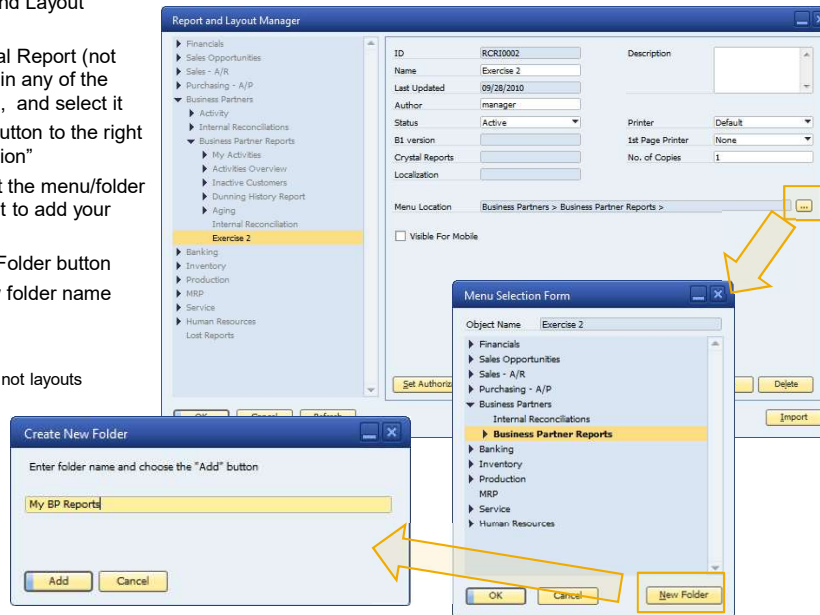 nd Layout
al Report (not
in any of the
, and select it
utton to the right
ion”
t the menu/folder
t to add your
Folder button
folder name
not layouts
Report and Layout Manager
Financials
Sales Opportunities
Sales - A/R
Purchasing - A/P
Business Partners
Activity
Internal Reconciliations
Business Partner Reports
My Activities
Activities Overview
Inactive Customers
Dunning History Report
Aging
Internal Reconciliation
Exercise 2
Banking
Inventory
Production
MRP
Service
Human Resources
Lost Reports
ID RCRI0002 Description
Name Exercise 2
Last Updated 09/28/2010
Author manager
Status Active Printer Default
B1 version 1st Page Printer None
Crystal Reports No. of Copies 1
Localization
Menu Location Business Partners > Business Partner Reports > ...
Visible For Mobile
Set Authoriz Delete
OK Cancel Refresh Import
Menu Selection Form
Object Name Exercise 2
Financials
Sales Opportunities
Sales - A/R
Purchasing - A/P
Business Partners
Internal Reconciliations
Business Partner Reports
Banking
Inventory
Production
MRP
Service
Human Resources
OK Cancel New Folder
Create New Folder
Enter folder name and choose the "Add" button
My BP Reports
Add Cancel